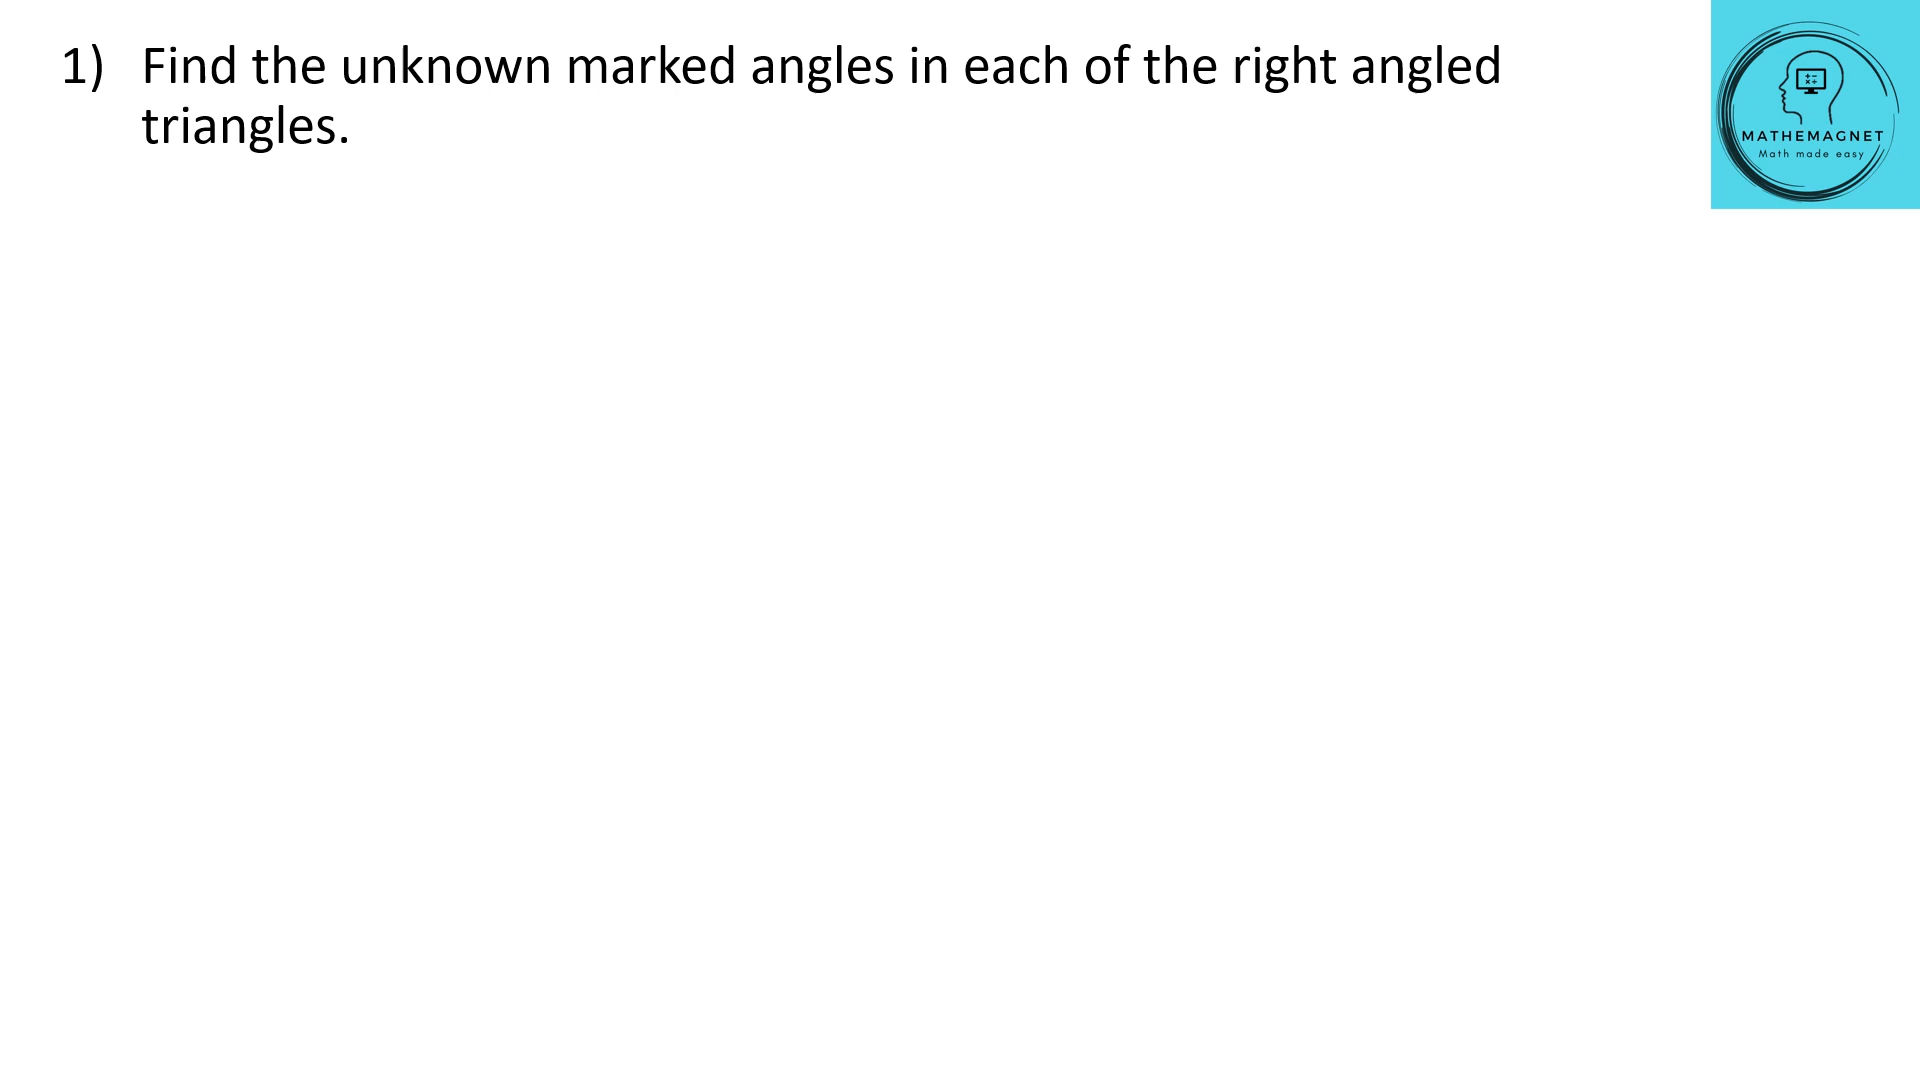 1) Find the unknown marked angles in each of the right angled
triangles.
MATHEMAGNET
Math made easy